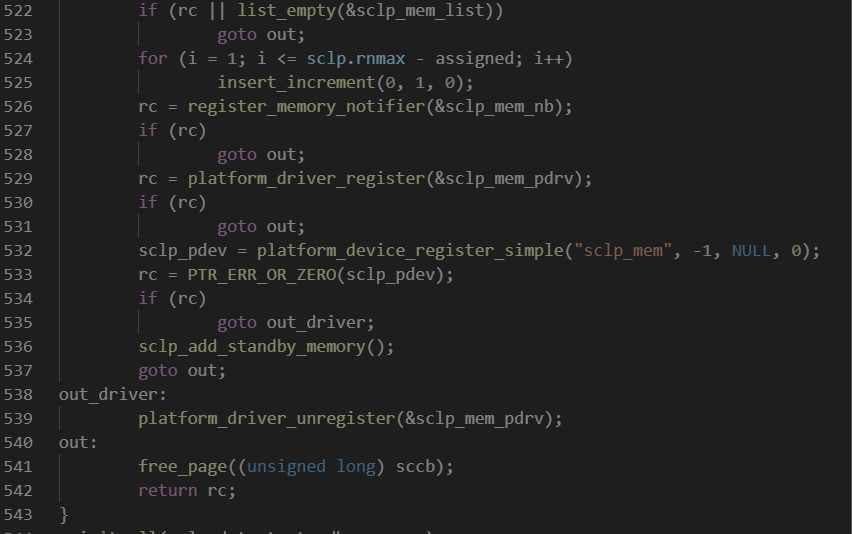 522 if (rc || list_empty(&sclp_mem_list))
523 goto out;
524 for (i = 1; i <= sclp.rnmax - assigned; i++)
525 insert_increment(0, 1, 0);
526 rc = register_memory_notifier(&sclp_mem_nb);
527 if (rc)
528 goto out;
529 rc = platform_driver_register(&sclp_mem_pdrv);
530 if (rc)
531 goto out;
532 sclp_pdev = platform_device_register_simple("sclp_mem", -1, NULL, 0);
533 rc = PTR_ERR_OR_ZERO(sclp_pdev);
534 if (rc)
535 goto out_driver;
536 sclp_add_standby_memory();
537 goto out;
538 out_driver:
539 platform_driver_unregister(&sclp_mem_pdrv);
540 out:
541 free_page((unsigned long) sccb);
542 return rc;
543 }